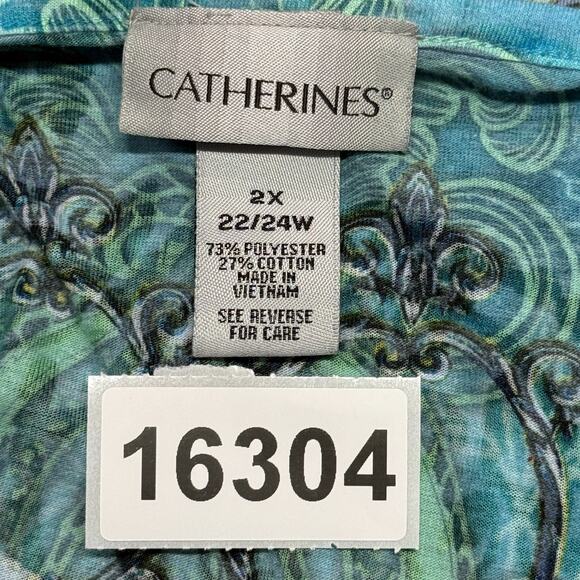 CATHERINES®
2X
22/24W
73% POLYESTER
27% COTTON
MADE IN
VIETNAM
SEE REVERSE
FOR CARE
16304